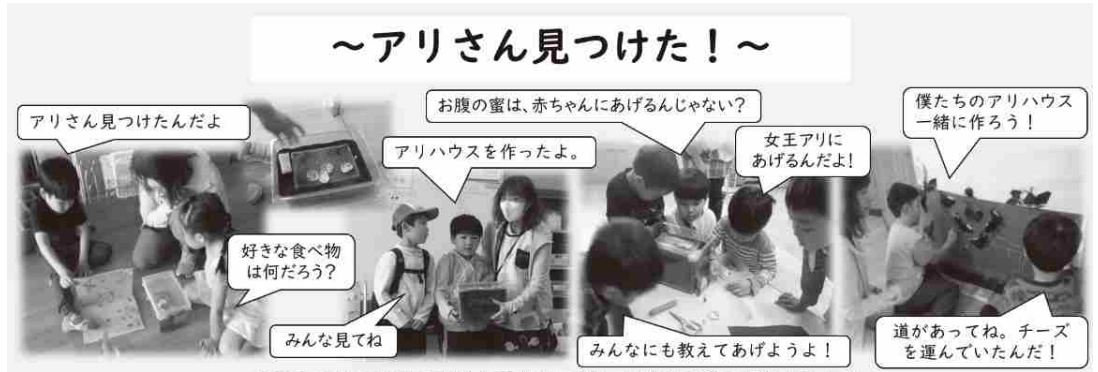 ～アリさん見つけた！～
アリさん見つけたんだよ
アリハウスを作ったよ。
お腹の蜜は、赤ちゃんにあげるんじゃない？
女王アリに
あげるんだよ！
僕たちのアリハウス
一緒に作ろう！
好きな食べ物
は何だろう？
みんな見てね
みんなにも教えてあげようよ！
道があってね。チーズ
を運んでいたんだ！